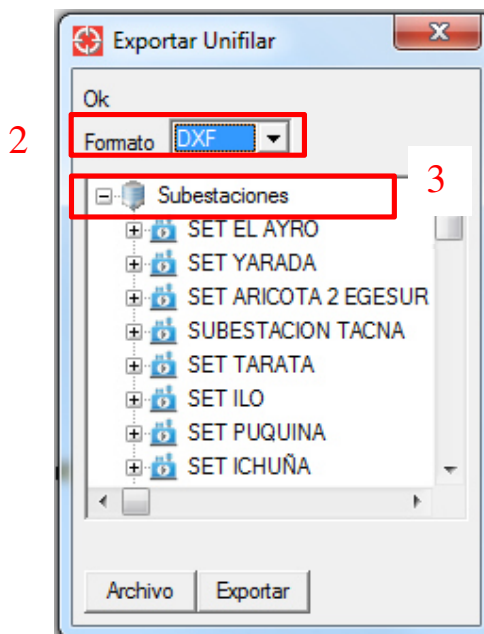 Exportar Unifilar
Ok
2
Formato DXF
3
Subestaciones
SET EL AYRO
SET YARADA
SET ARICOTA 2 EGESUR
SUBESTACION TACNA
SET TARATA
SET ILO
SET PUQUINA
SET ICHUÑA
Archivo Exportar